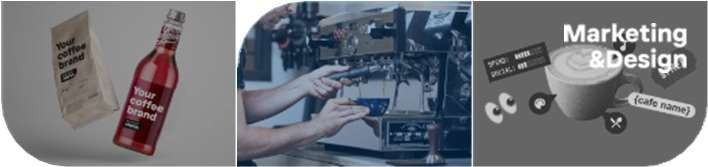 Your
coffee
brand
Your
coffee
brand
Marketing
&Design
{cafe name}